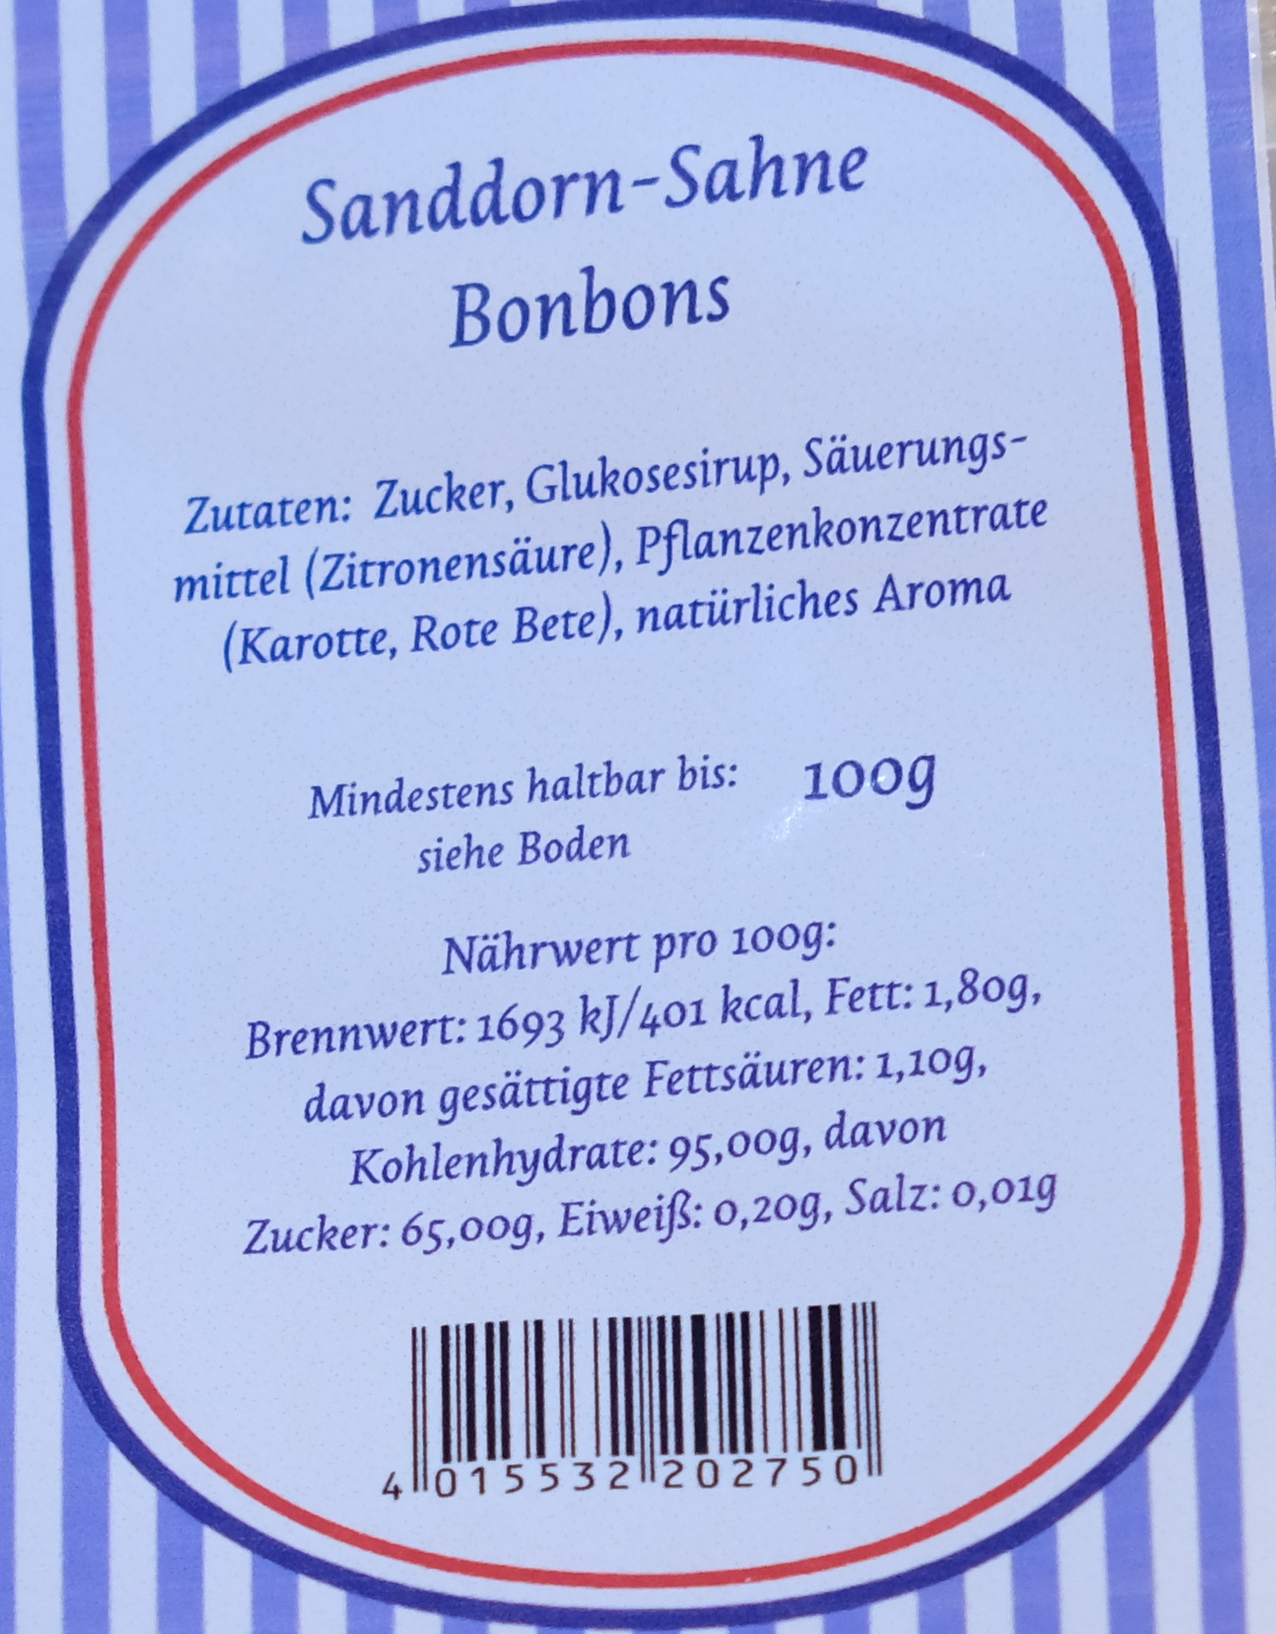 Sanddorn-Sahne
Bonbons
Zutaten: Zucker, Glukosesirup, Säuerungs-
mittel (Zitronensäure), Pflanzenkonzentrate
(Karotte, Rote Bete), natürliches Aroma
Mindestens haltbar bis: 100g
siehe Boden
Nährwert pro 100g:
Brennwert: 1693 kJ/401 kcal, Fett: 1,80g,
davon gesättigte Fettsäuren: 1,10g,
Kohlenhydrate: 95,00g, davon
Zucker: 65,00g, Eiweiß: 0,20g, Salz: 0,01g
4 015532 202750